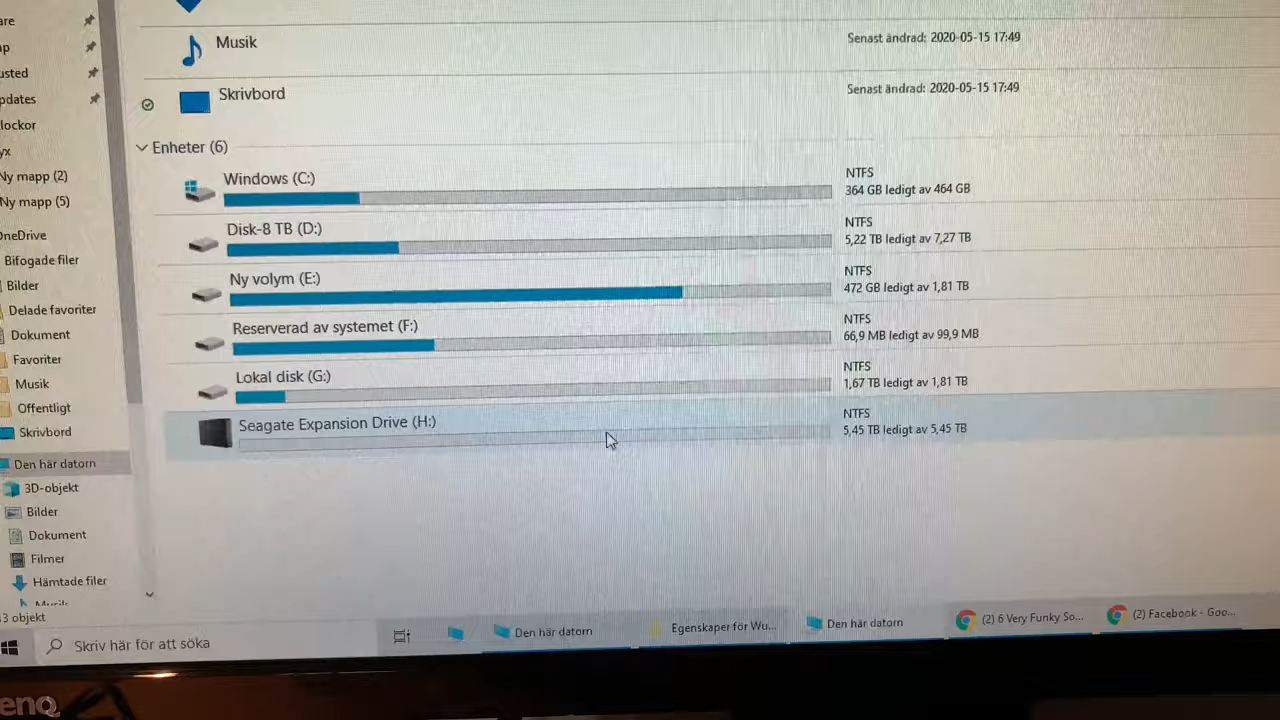 Musik
Senast ändrad: 2020-05-15 17:49
Skrivbord
Senast ändrad: 2020-05-15 17:49
Enheter (6)
Windows (C:)
NTFS
364 GB ledigt av 464 GB
Disk-8 TB (D:)
NTFS
5,22 TB ledigt av 7,27 TB
Ny volym (E:)
NTFS
472 GB ledigt av 1,81 TB
Reserverad av systemet (F:)
NTFS
66,9 MB ledigt av 99,9 MB
Lokal disk (G:)
NTFS
1,67 TB ledigt av 1,81 TB
Seagate Expansion Drive (H:)
NTFS
5,45 TB ledigt av 5,45 TB
are
ap
usted
pdates
lockor
yx
Ny mapp (2)
Ny mapp (5)
OneDrive
Bifogade filer
Bilder
Delade favoriter
Dokument
Favoriter
Musik
Offentligt
Skrivbord
Den här datorn
3D-objekt
Bilder
Dokument
Filmer
Hämtade filer
Musik
3 objekt
Skriv här för att söka
Den här datorn
Egenskaper för Wu...
Den här datorn
(2) 6 Very Funky So...
(2) Facebook - Goo...
enQ